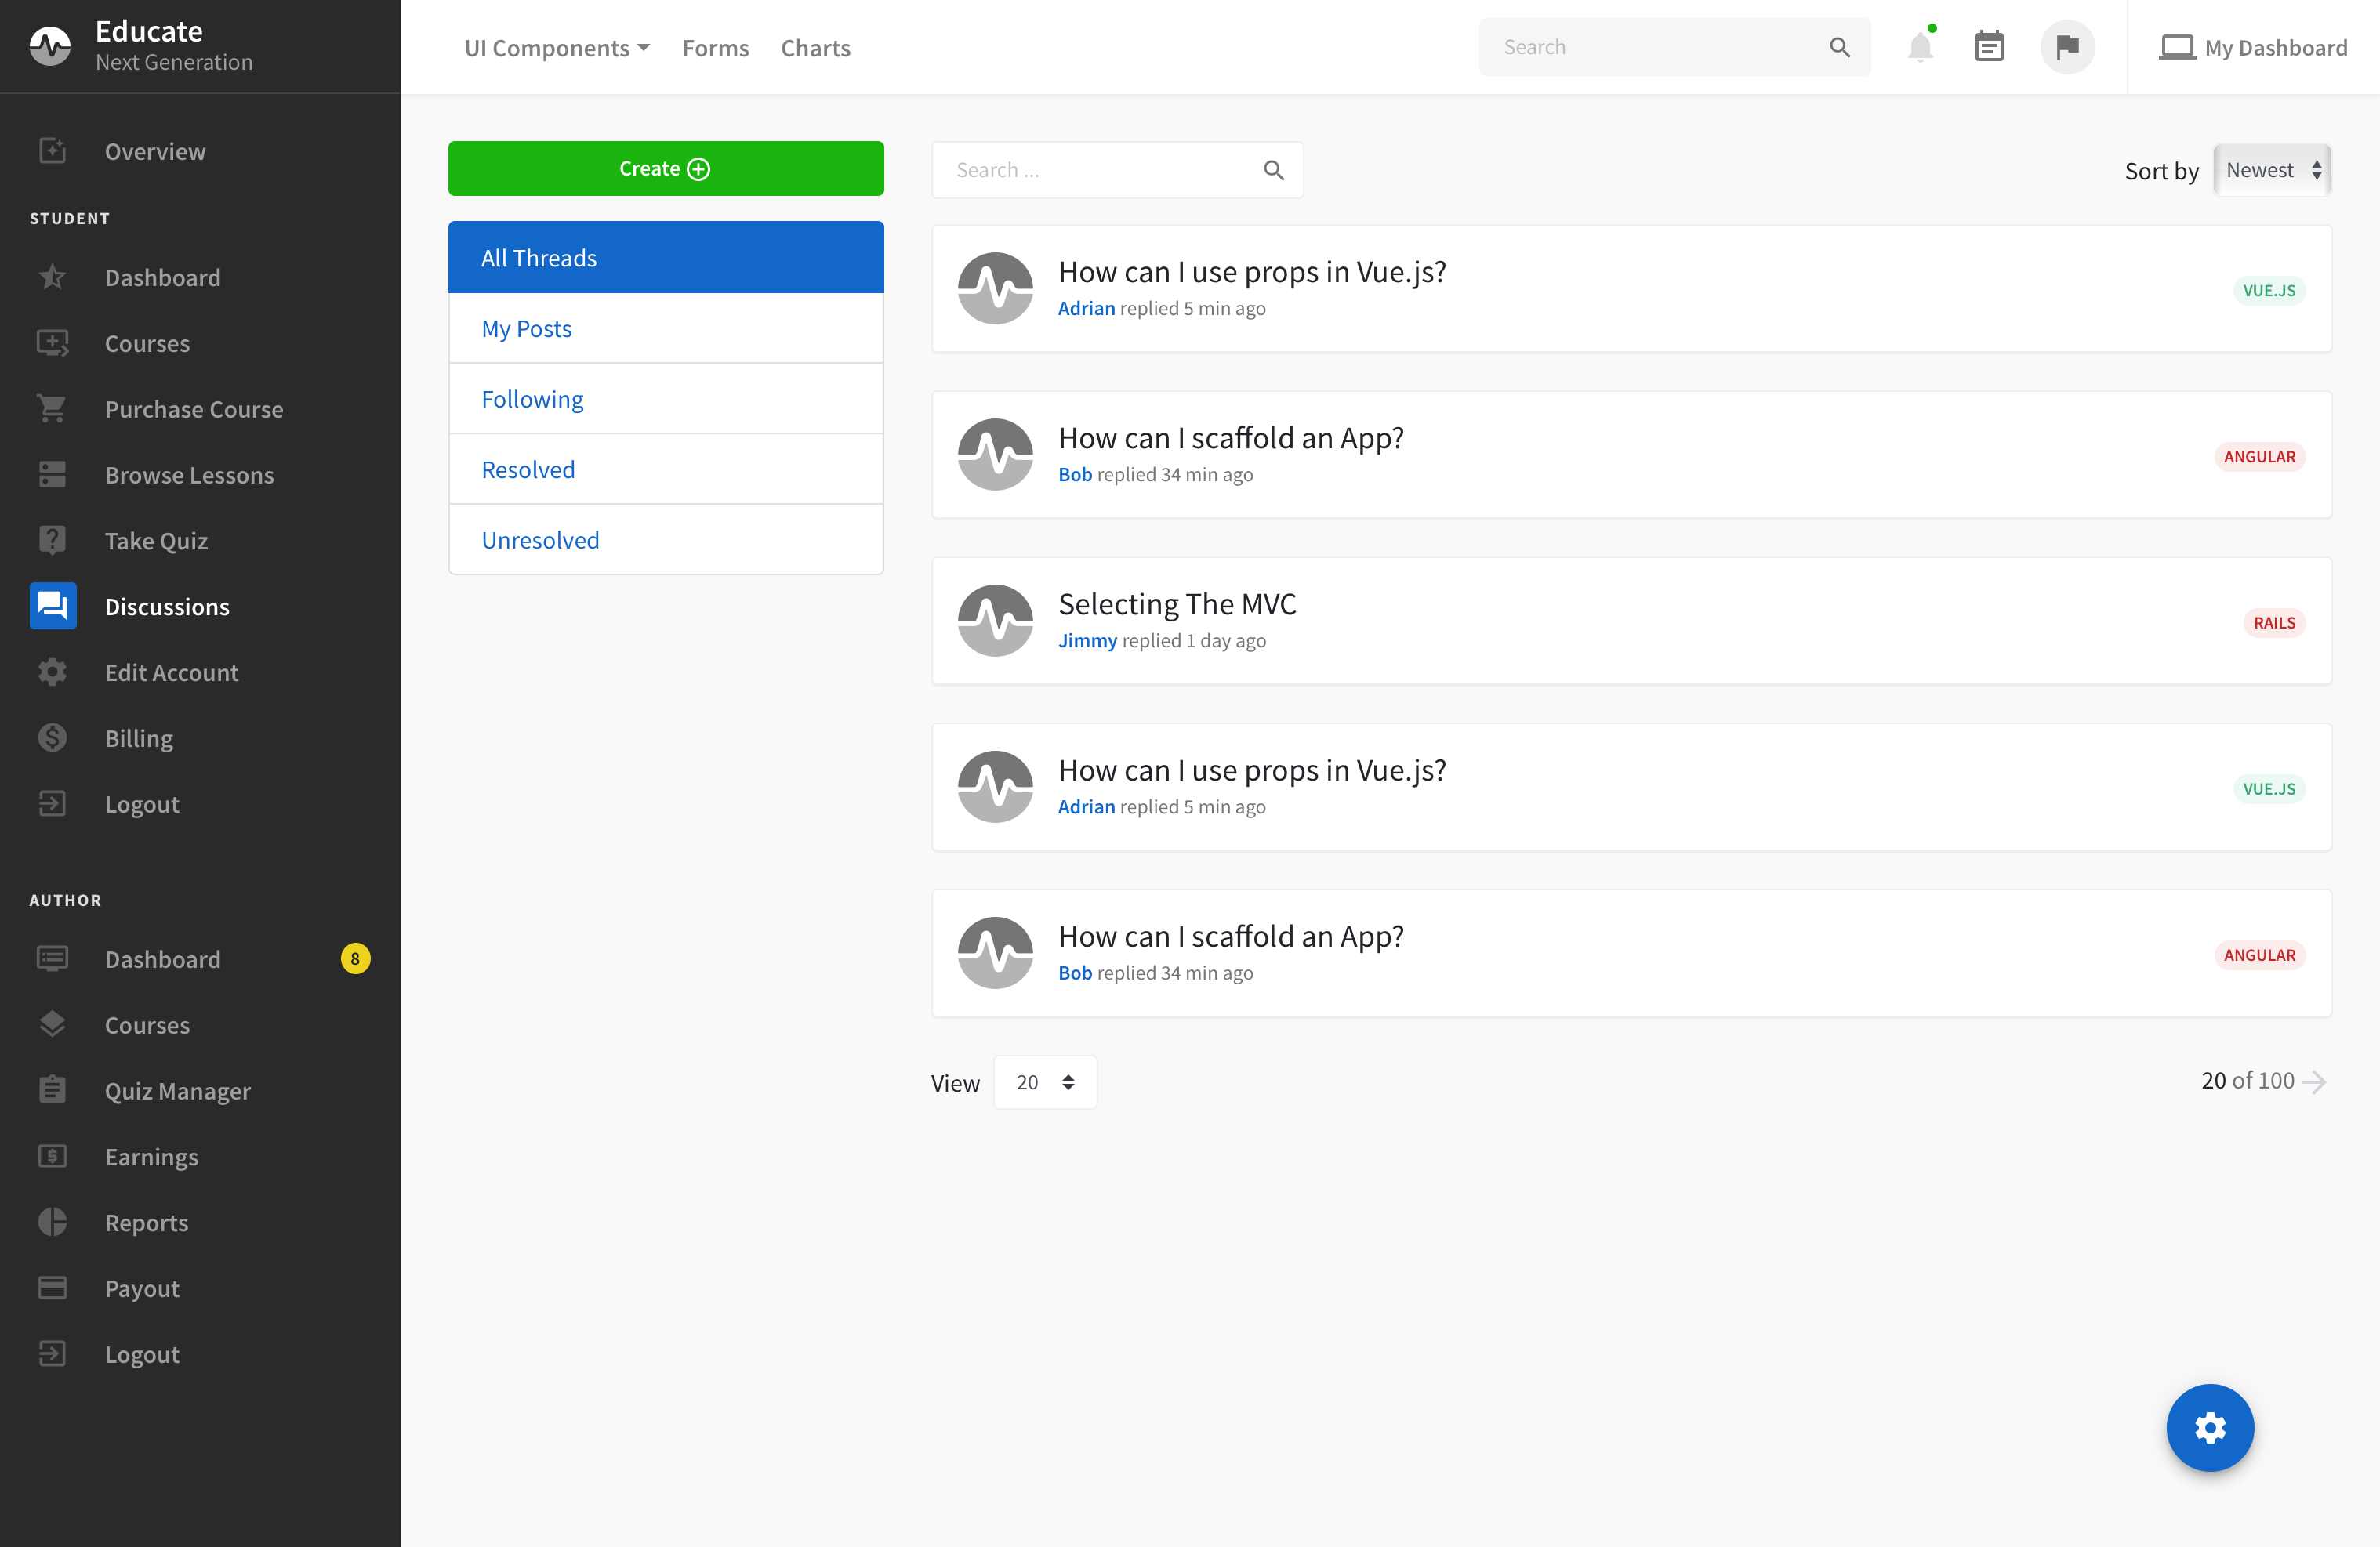 Educate
Next Generation
UI Components
Forms
Charts
Search
My Dashboard
Overview
STUDENT
Dashboard
Courses
Purchase Course
Browse Lessons
Take Quiz
Discussions
Edit Account
Billing
Logout
AUTHOR
Dashboard
8
Courses
Quiz Manager
Earnings
Reports
Payout
Logout
Create
All Threads
My Posts
Following
Resolved
Unresolved
Search ...
Sort by
Newest
How can I use props in Vue.js?
Adrian replied 5 min ago
VUE.JS
How can I scaffold an App?
Bob replied 34 min ago
ANGULAR
Selecting The MVC
Jimmy replied 1 day ago
RAILS
How can I use props in Vue.js?
Adrian replied 5 min ago
VUE.JS
How can I scaffold an App?
Bob replied 34 min ago
ANGULAR
View
20
20 of 100